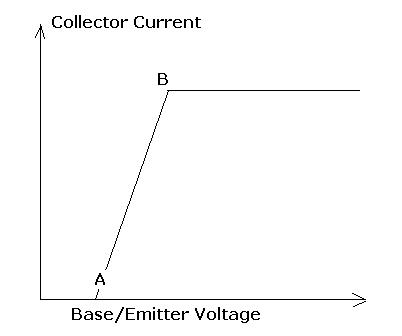 Collector Current
B
A
Base/Emitter Voltage